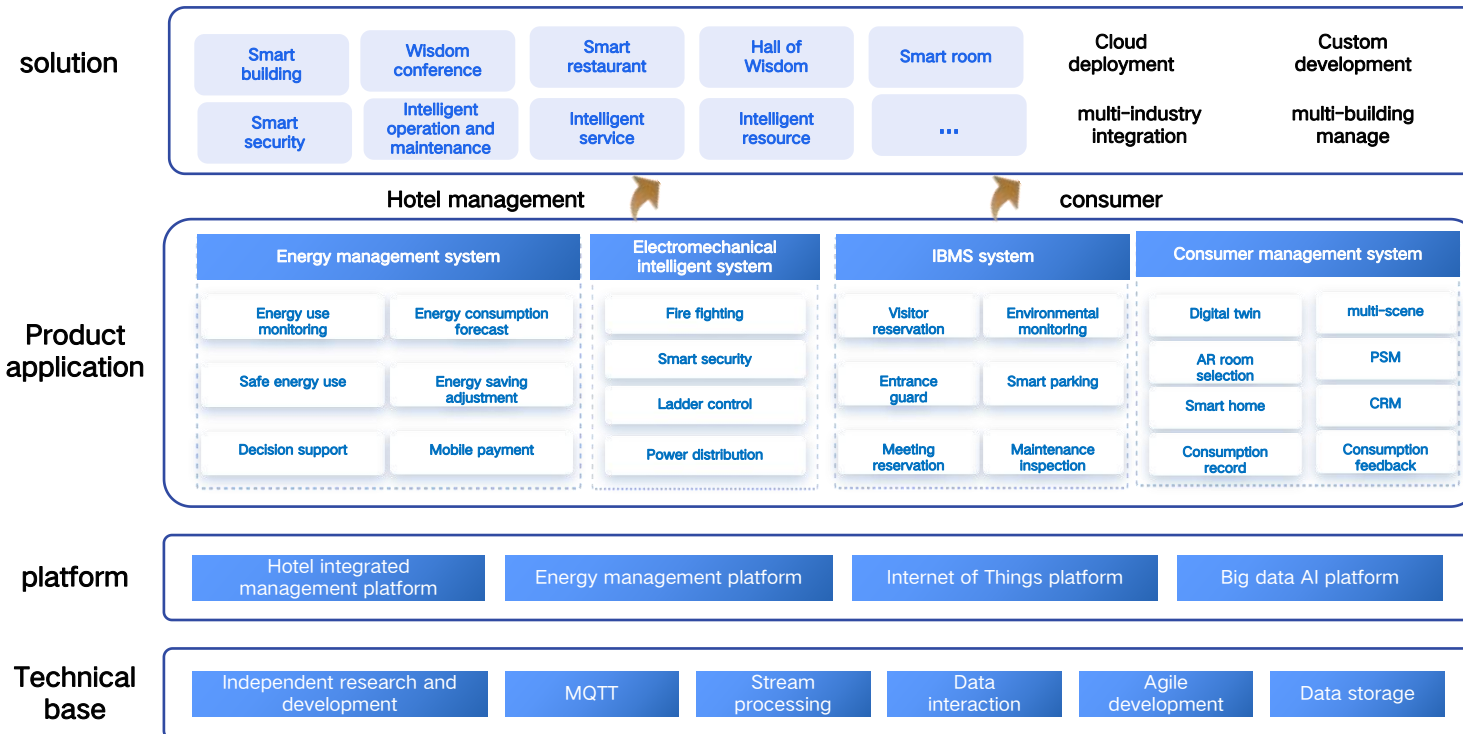 solution
Smart
building
Wisdom
conference
Smart
restaurant
Hall of
Wisdom
Smart room
Cloud
deployment
Custom
development
Smart
security
Intelligent
operation and
maintenance
Intelligent
service
Intelligent
resource
...
multi-industry
integration
multi-building
manage
Hotel management
consumer
Product
application
Energy management system
Energy use
monitoring
Energy consumption
forecast
Safe energy use
Energy saving
adjustment
Decision support
Mobile payment
Electromechanical
intelligent system
Fire fighting
Smart security
Ladder control
Power distribution
IBMS system
Visitor
reservation
Environmental
monitoring
Entrance
guard
Smart parking
Meeting
reservation
Maintenance
inspection
Consumer management system
Digital twin
multi-scene
AR room
selection
PSM
Smart home
CRM
Consumption
record
Consumption
feedback
platform
Hotel integrated
management platform
Energy management platform
Internet of Things platform
Big data AI platform
Technical
base
Independent research and
development
MQTT
Stream
processing
Data
interaction
Agile
development
Data storage